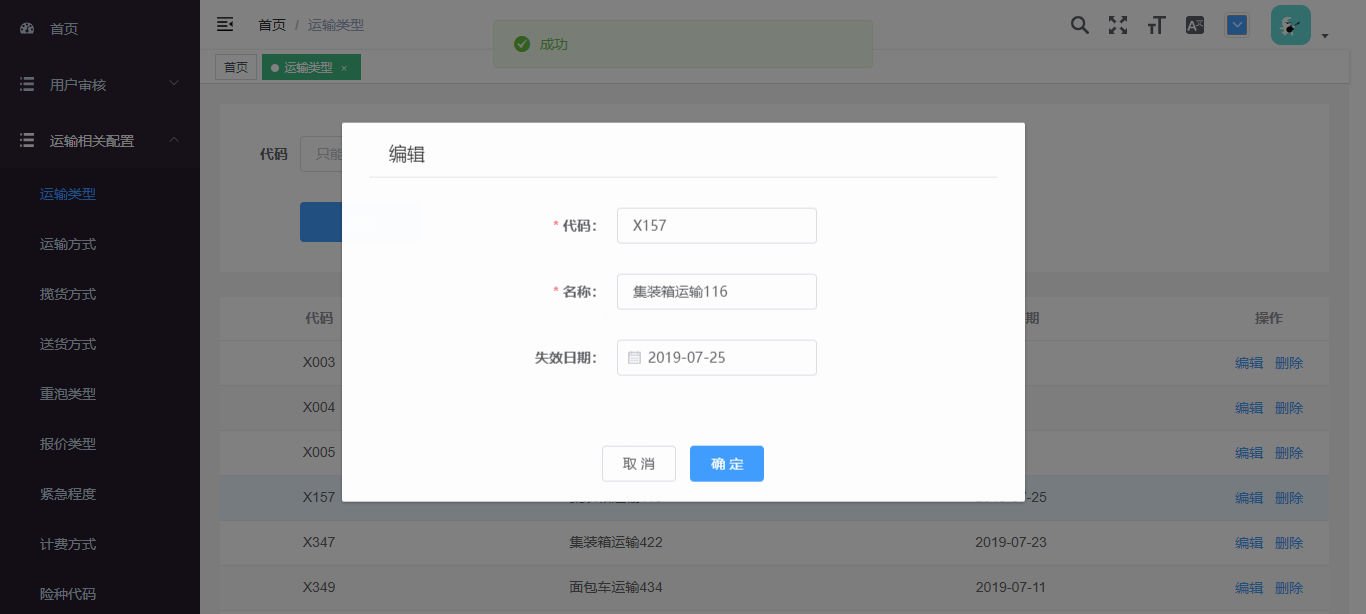 首页
用户审核
运输相关配置
运输类型
运输方式
揽货方式
送货方式
重泡类型
报价类型
紧急程度
计费方式
险种代码
首页 / 运输类型
成功
首页
运输类型 ×
代码 只能
编辑
* 代码: X157
* 名称: 集装箱运输116
失效日期: 2019-07-25
取消 确定
代码 期 操作
X003 编辑 删除
X004 编辑 删除
X005 编辑 删除
X157 -25 编辑 删除
X347 集装箱运输422 2019-07-23 编辑 删除
X349 面包车运输434 2019-07-11 编辑 删除